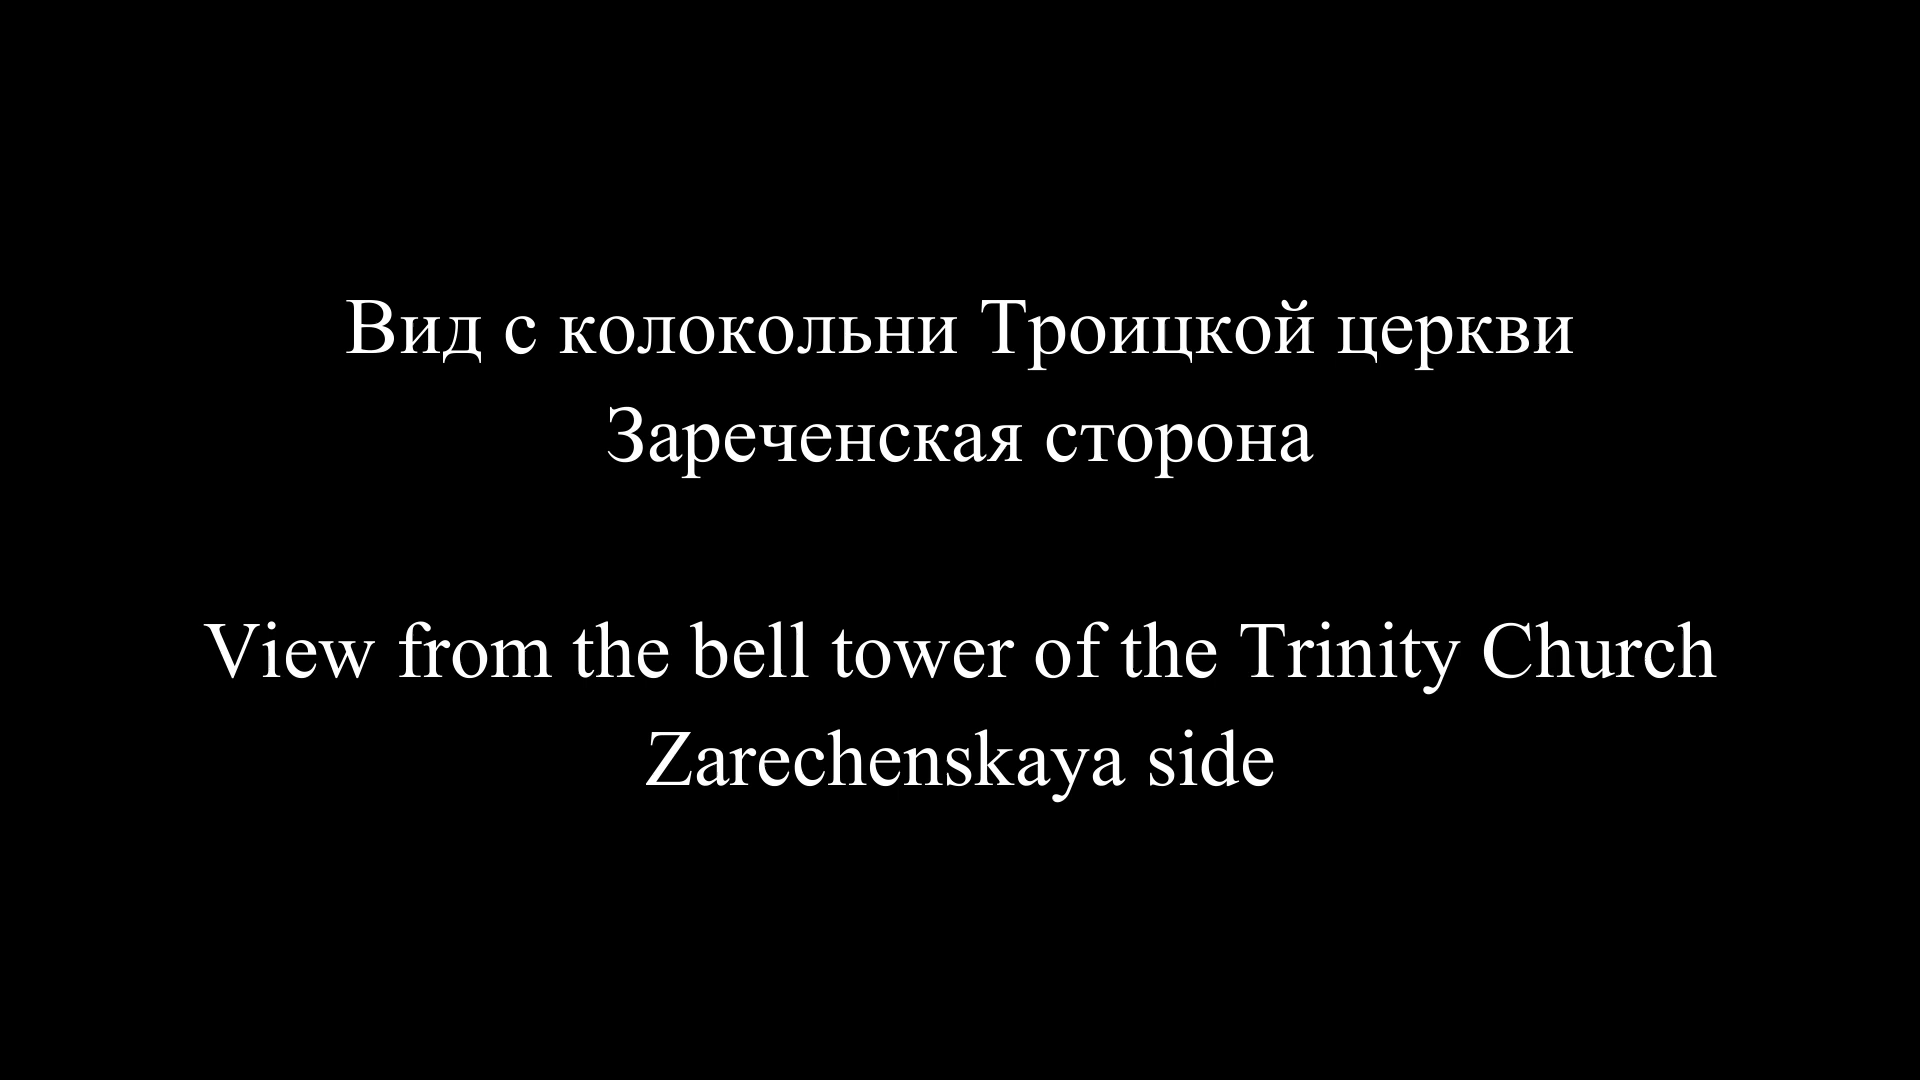 Вид с колокольни Троицкой церкви
Зареченская сторона
View from the bell tower of the Trinity Church
Zarechenskaya side